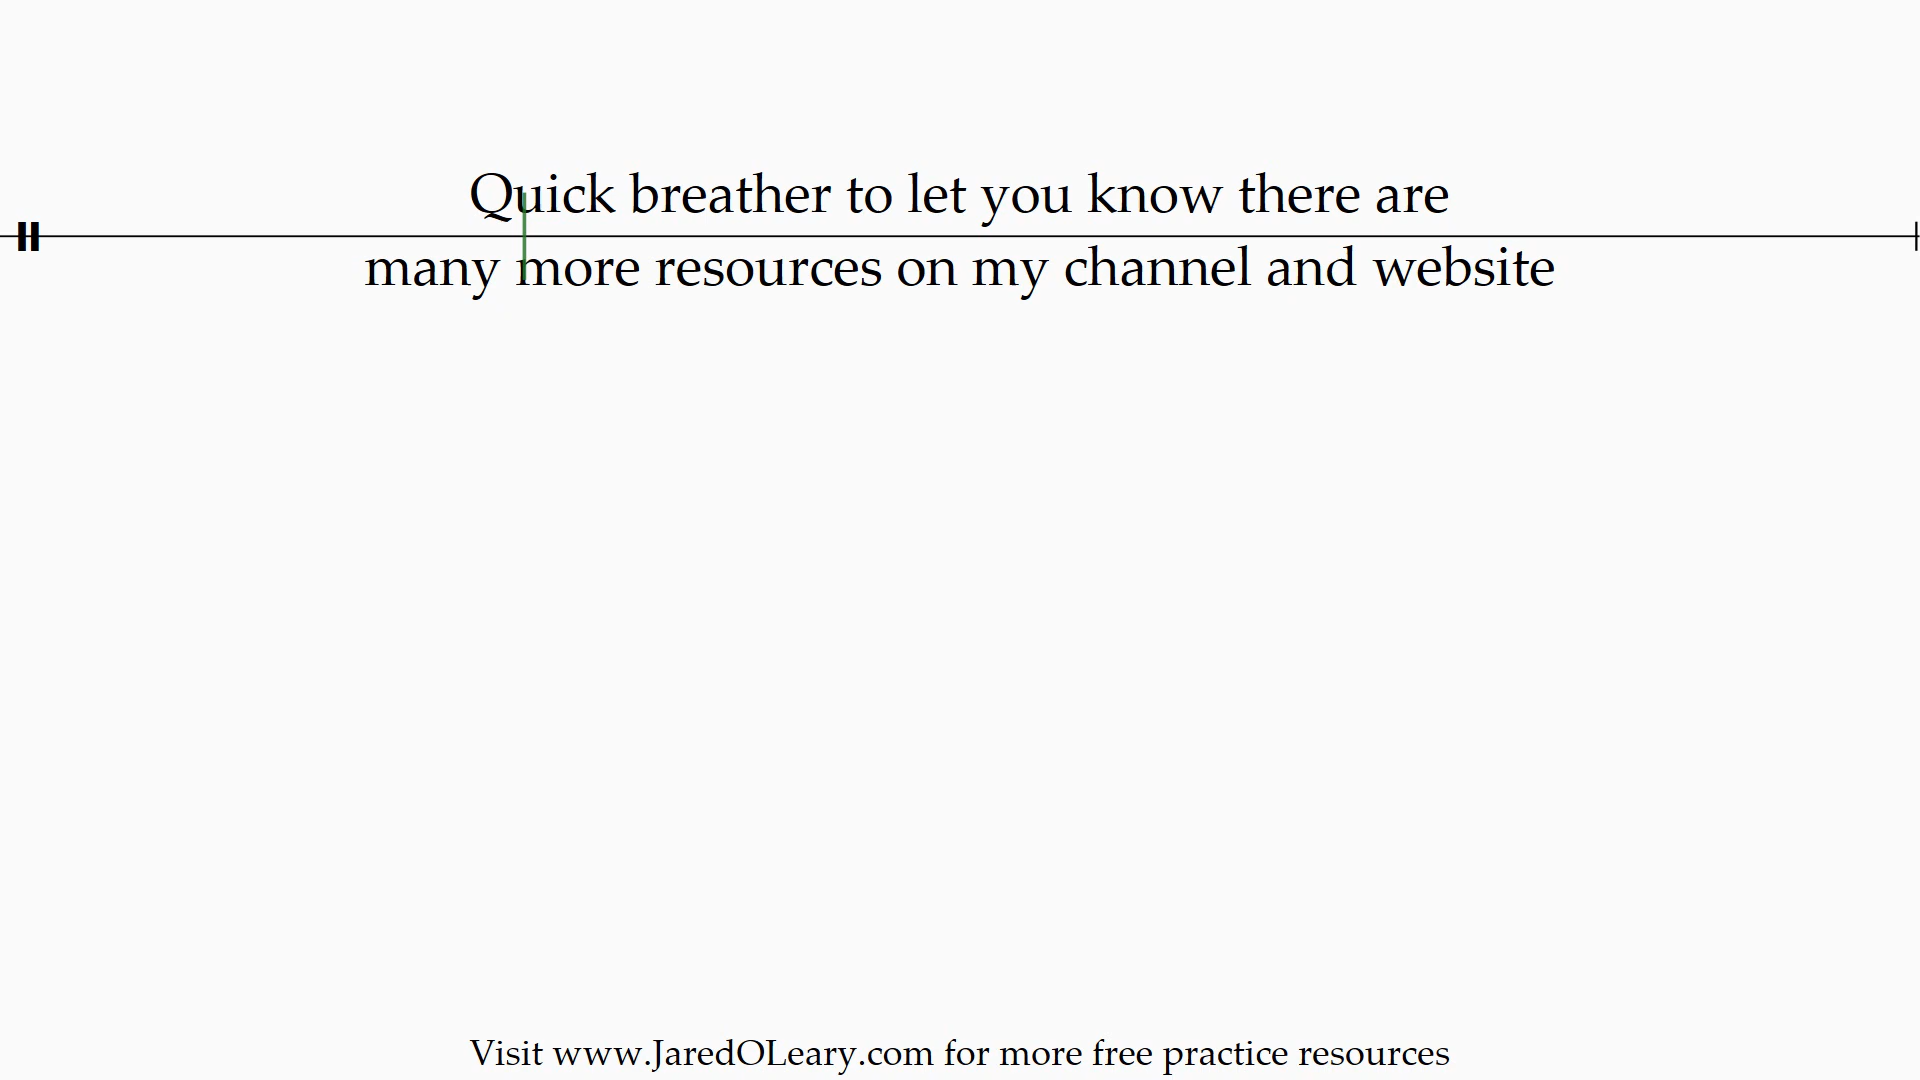 Quick breather to let you know there are
many more resources on my channel and website
Visit www.JaredOLeary.com for more free practice resources